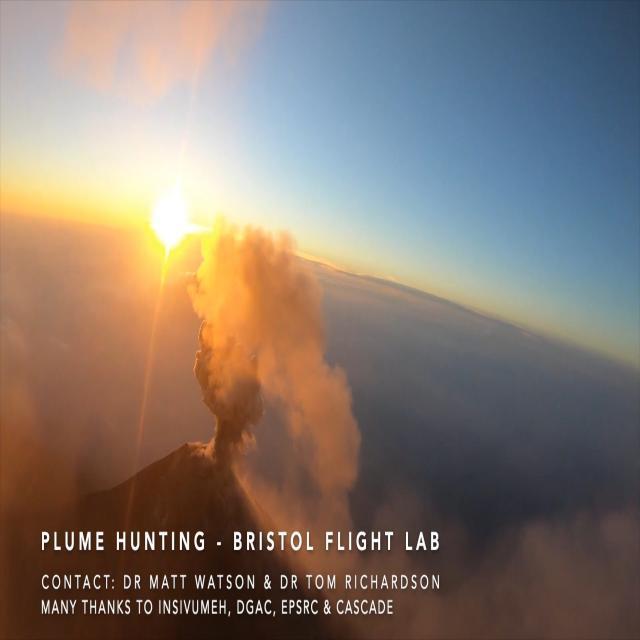 PLUME HUNTING - BRISTOL FLIGHT LAB
CONTACT: DR MATT WATSON & DR TOM RICHARDSON
MANY THANKS TO INSIVUMEH, DGAC, EPSRC & CASCADE